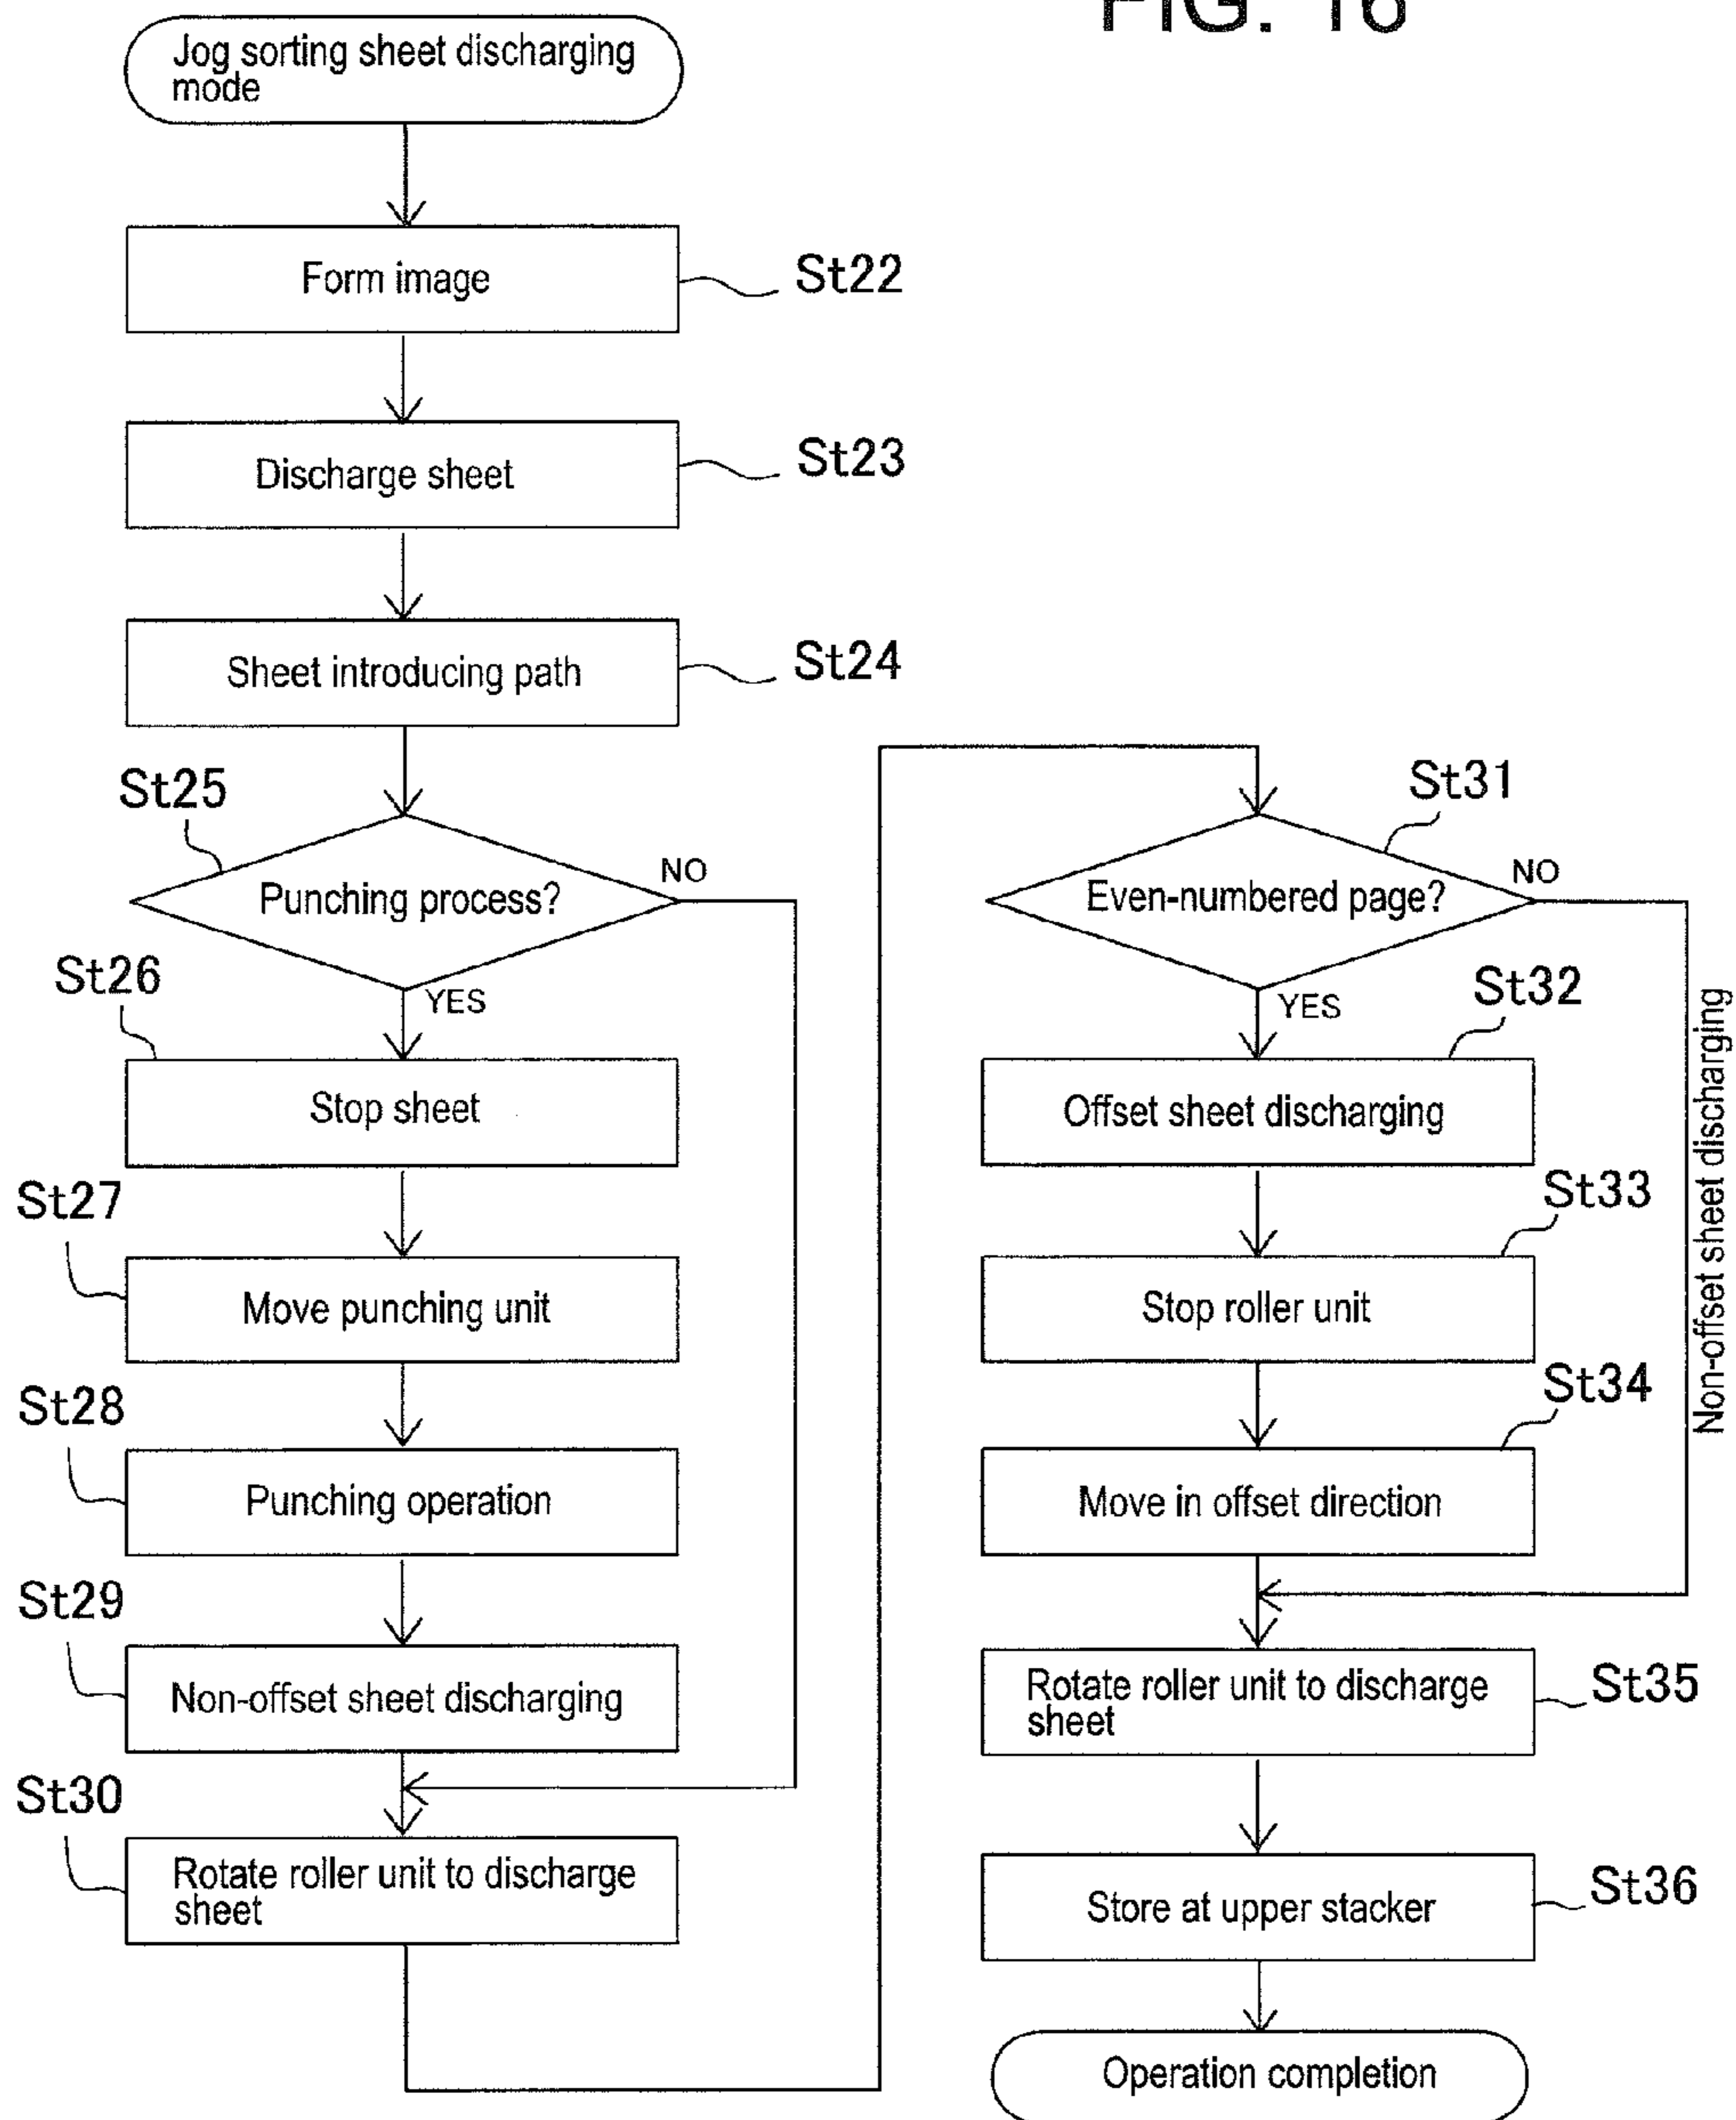 FIG. 16
Jog sorting sheet discharging
mode
Form image
St22
Discharge sheet
St23
Sheet introducing path
St24
St25
Punching process?
NO
YES
St26
Stop sheet
St27
Move punching unit
St28
Punching operation
St29
Non-offset sheet discharging
St30
Rotate roller unit to discharge
sheet
St31
Even-numbered page?
NO
YES
Non-offset sheet discharging
St32
Offset sheet discharging
St33
Stop roller unit
St34
Move in offset direction
Rotate roller unit to discharge
sheet
St35
Store at upper stacker
St36
Operation completion